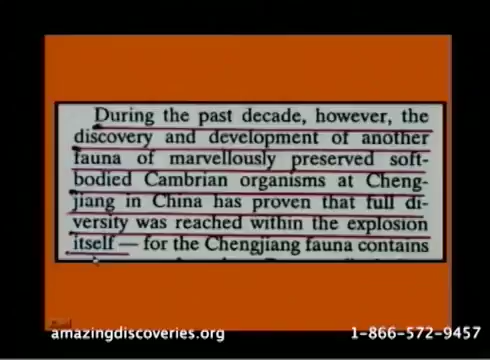 During the past decade, however, the
discovery and development of another
fauna of marvellously preserved soft-
bodied Cambrian organisms at Cheng-
jiang in China has proven that full di-
versity was reached within the explosion
itself — for the Chengjiang fauna contains
amazingdiscoveries.org 1-866-572-9457